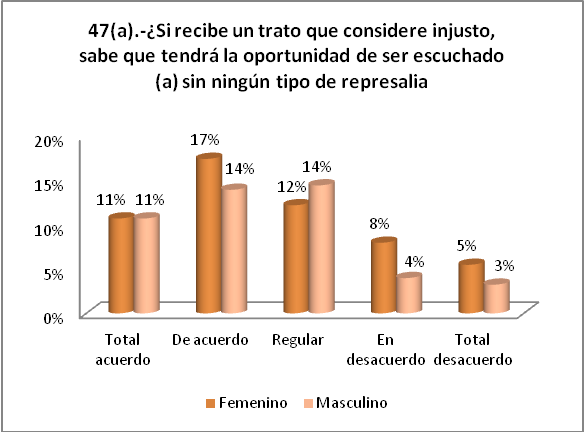 47(a).-¿Si recibe un trato que considere injusto,
sabe que tendrá la oportunidad de ser escuchado
(a) sin ningún tipo de represalia
20%
15%
10%
5%
0%
11%
11%
17%
14%
12%
14%
8%
4%
5%
3%
Total
acuerdo
De acuerdo
Regular
En
desacuerdo
Total
desacuerdo
Femenino
Masculino